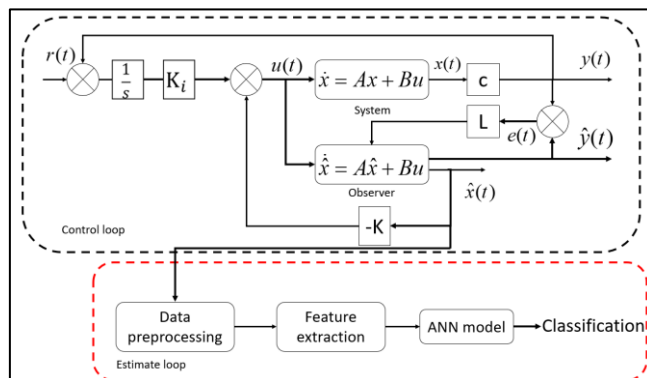 r(t)
1/s
K_i
u(t)
ẋ = Ax + Bu
System
x(t)
c
y(t)
L
e(t)
ŷ(t)
x̂̇ = Ax̂ + Bu
Observer
x̂(t)
-K
Control loop
Data
preprocessing
Feature
extraction
ANN model
Classification
Estimate loop